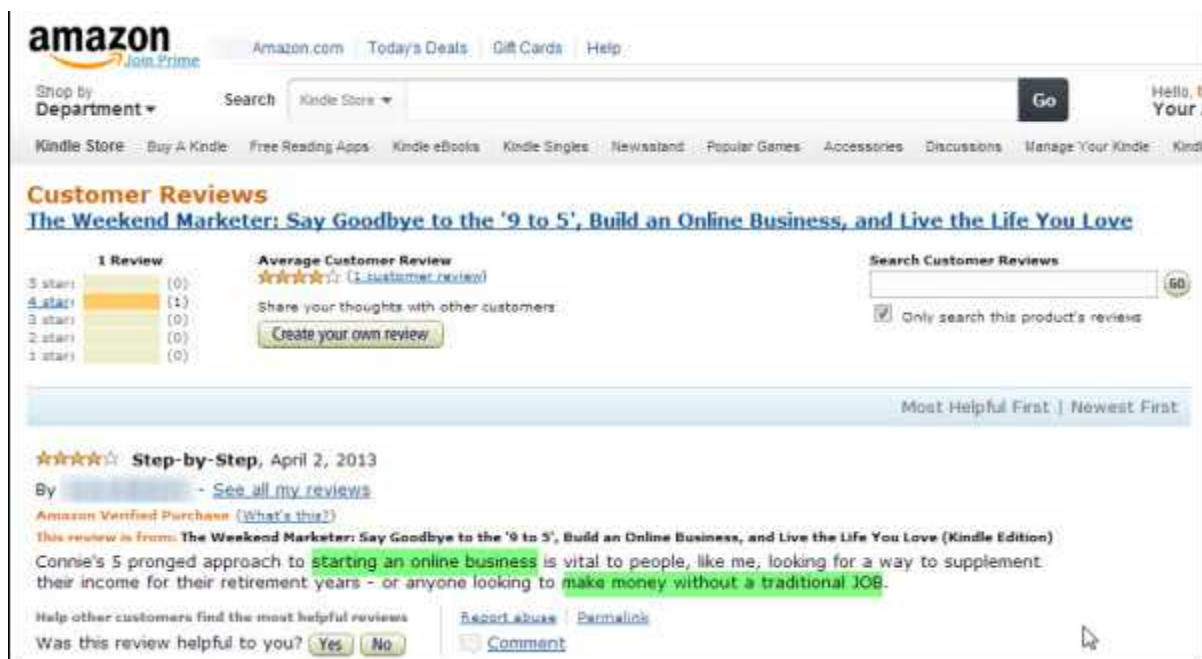 amazon
Join Prime
Amazon.com Today's Deals Gift Cards Help
Shop by
Department
Search Kindle Store Go
Hello,
Your
Kindle Store Buy A Kindle Free Reading Apps Kindle eBooks Kindle Singles Newsstand Popular Games Accessories Discussions Manage Your Kindle Kind
Customer Reviews
The Weekend Marketer: Say Goodbye to the '9 to 5', Build an Online Business, and Live the Life You Love
1 Review
5 star: (0)
4 star: (1)
3 star: (0)
2 star: (0)
1 star: (0)
Average Customer Review
(1 customer review)
Share your thoughts with other customers
Create your own review
Search Customer Reviews
GO
Only search this product's reviews
Most Helpful First | Newest First
Step-by-Step, April 2, 2013
By - See all my reviews
Amazon Verified Purchase (What's this?)
This review is from: The Weekend Marketer: Say Goodbye to the '9 to 5', Build an Online Business, and Live the Life You Love (Kindle Edition)
Connie's 5 pronged approach to starting an online business is vital to people, like me, looking for a way to supplement
their income for their retirement years - or anyone looking to make money without a traditional JOB.
Help other customers find the most helpful reviews
Was this review helpful to you? Yes No
Report abuse | Permalink
Comment